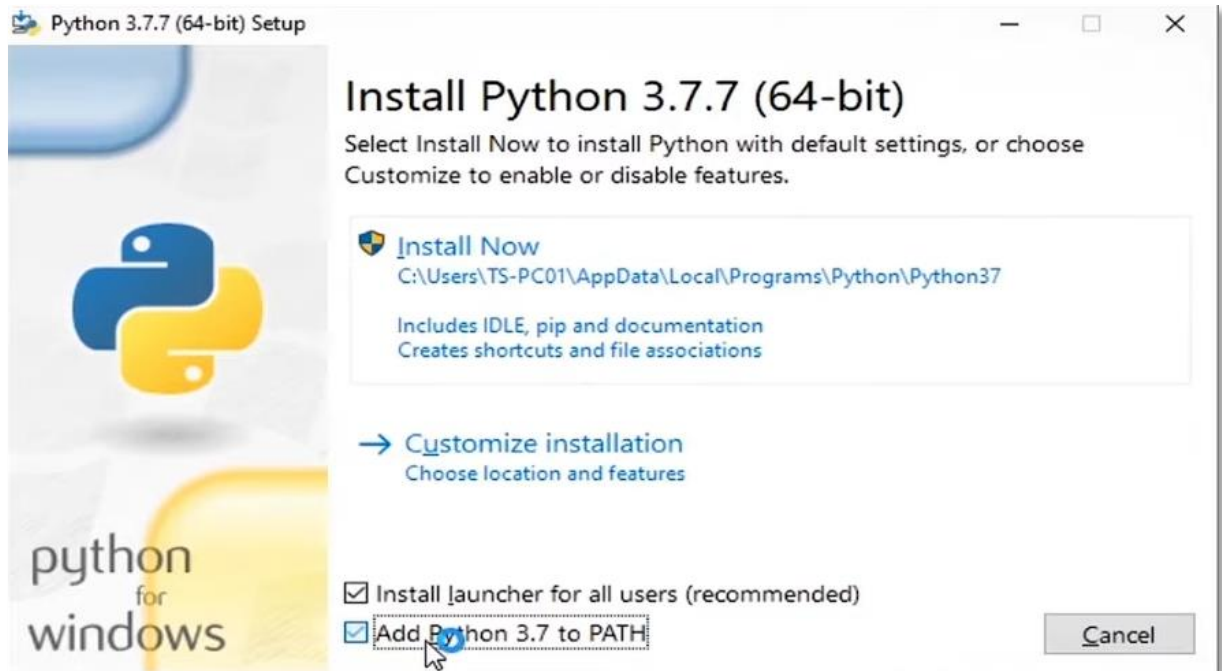 Python 3.7.7 (64-bit) Setup
Install Python 3.7.7 (64-bit)
Select Install Now to install Python with default settings, or choose
Customize to enable or disable features.
Install Now
C:\Users\TS-PC01\AppData\Local\Programs\Python\Python37
Includes IDLE, pip and documentation
Creates shortcuts and file associations
Customize installation
Choose location and features
python
for
windows
Install launcher for all users (recommended)
Add Python 3.7 to PATH
Cancel